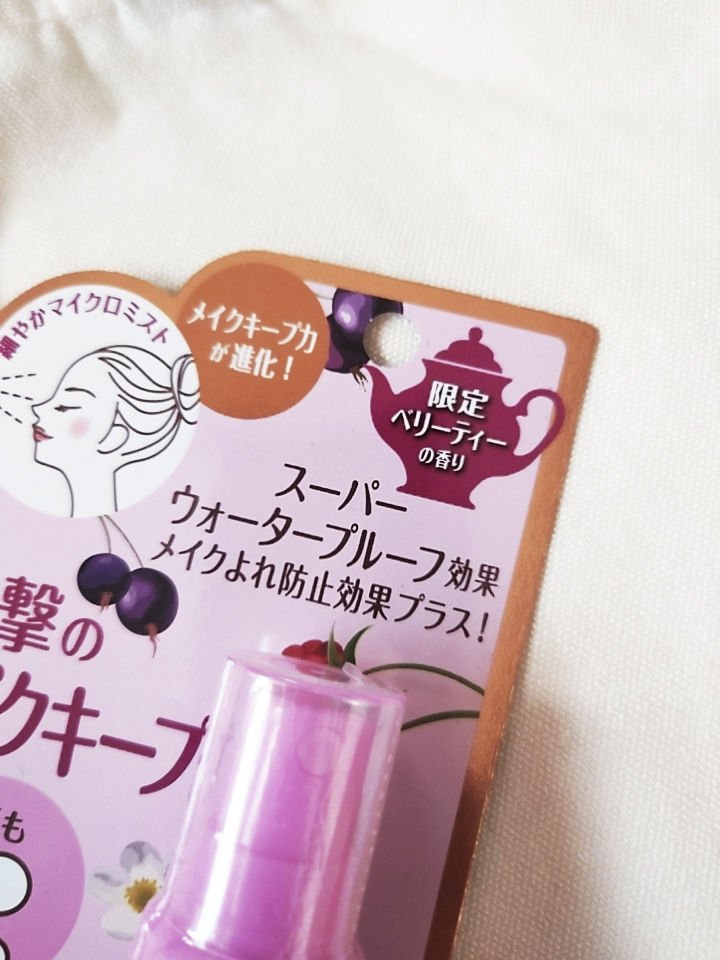 細やかマイクロミスト
メイクキープ力
が進化!
限定
ベリーティー
の香り
スーパー
ウォータープルーフ効果
メイクよれ防止効果プラス!
撃の
クキープ
も